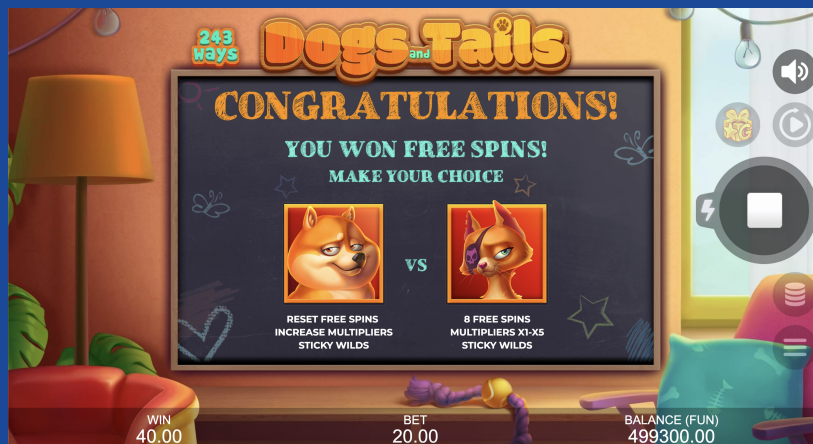 243
Ways
Dogs and Tails
CONGRATULATIONS!
YOU WON FREE SPINS!
MAKE YOUR CHOICE
VS
RESET FREE SPINS
INCREASE MULTIPLIERS
STICKY WILDS
8 FREE SPINS
MULTIPLIERS X1-X5
STICKY WILDS
WIN
40.00
BET
20.00
BALANCE (FUN)
499300.00